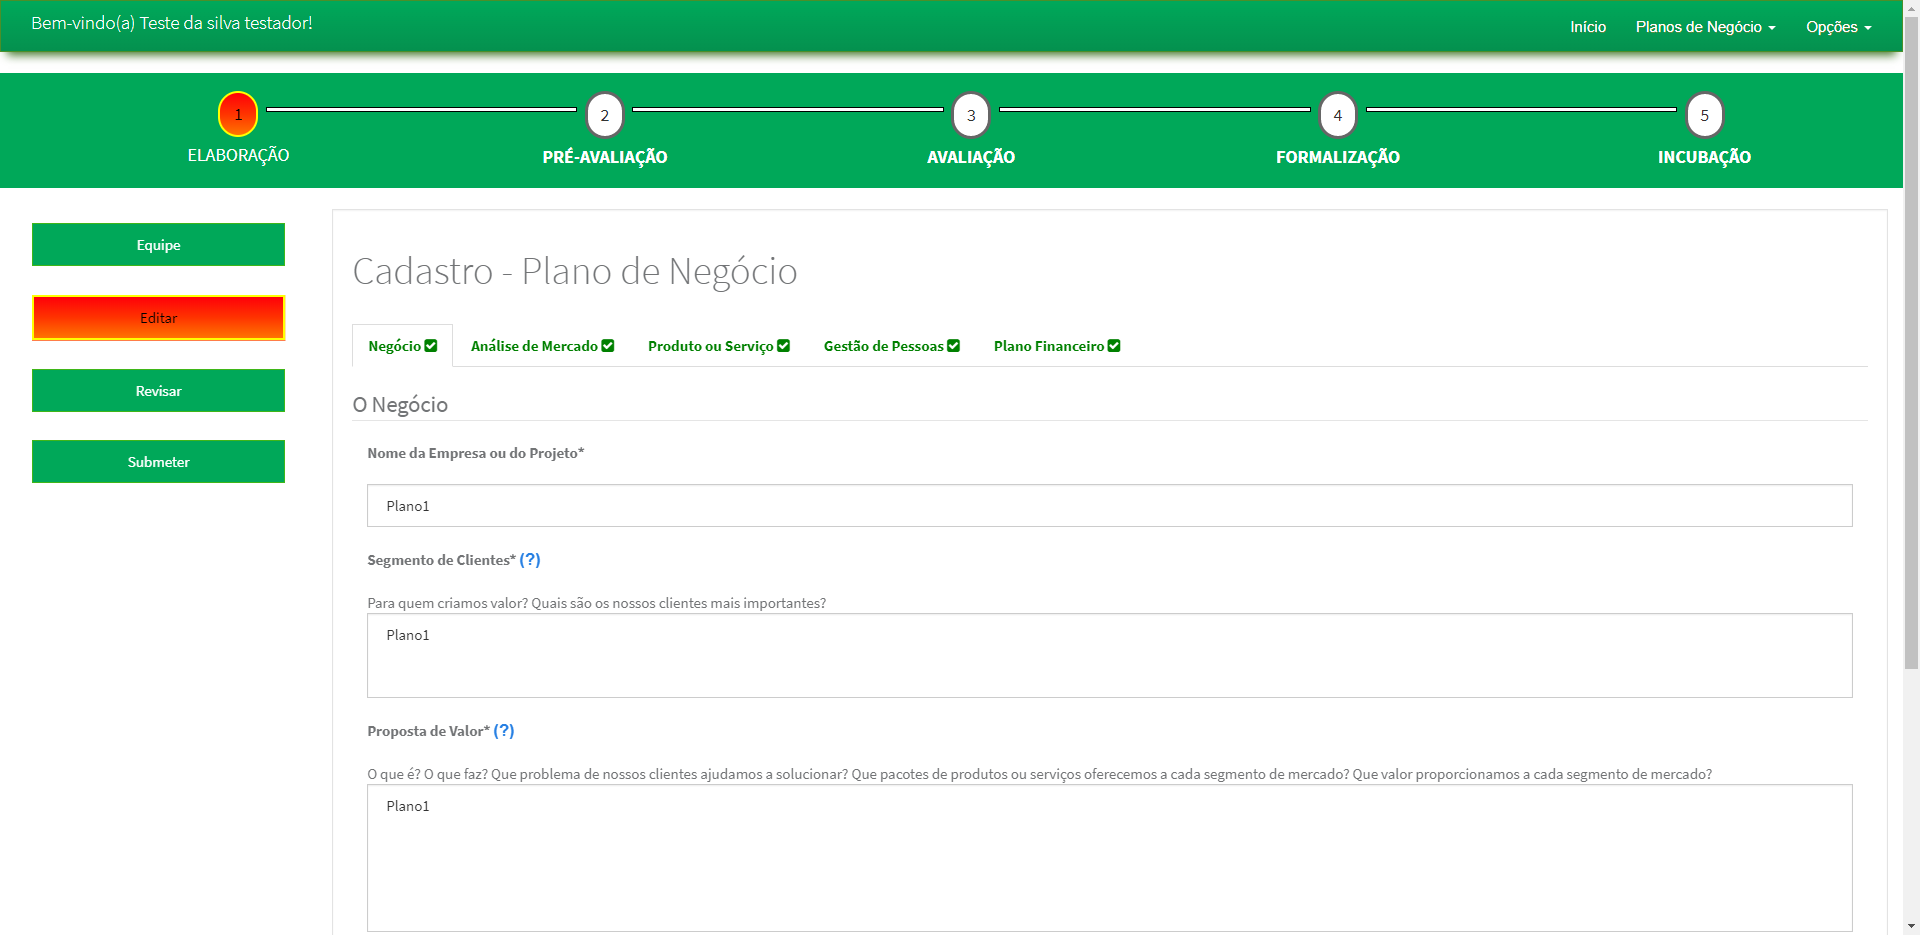 Bem-vindo(a) Teste da silva testador!
Início Planos de Negócio Opções
1 2 3 4 5
ELABORAÇÃO PRÉ-AVALIAÇÃO AVALIAÇÃO FORMALIZAÇÃO INCUBAÇÃO
Equipe
Editar
Revisar
Submeter
Cadastro - Plano de Negócio
Negócio Análise de Mercado Produto ou Serviço Gestão de Pessoas Plano Financeiro
O Negócio
Nome da Empresa ou do Projeto*
Plano1
Segmento de Clientes* (?)
Para quem criamos valor? Quais são os nossos clientes mais importantes?
Plano1
Proposta de Valor* (?)
O que é? O que faz? Que problema de nossos clientes ajudamos a solucionar? Que pacotes de produtos ou serviços oferecemos a cada segmento de mercado? Que valor proporcionamos a cada segmento de mercado?
Plano1